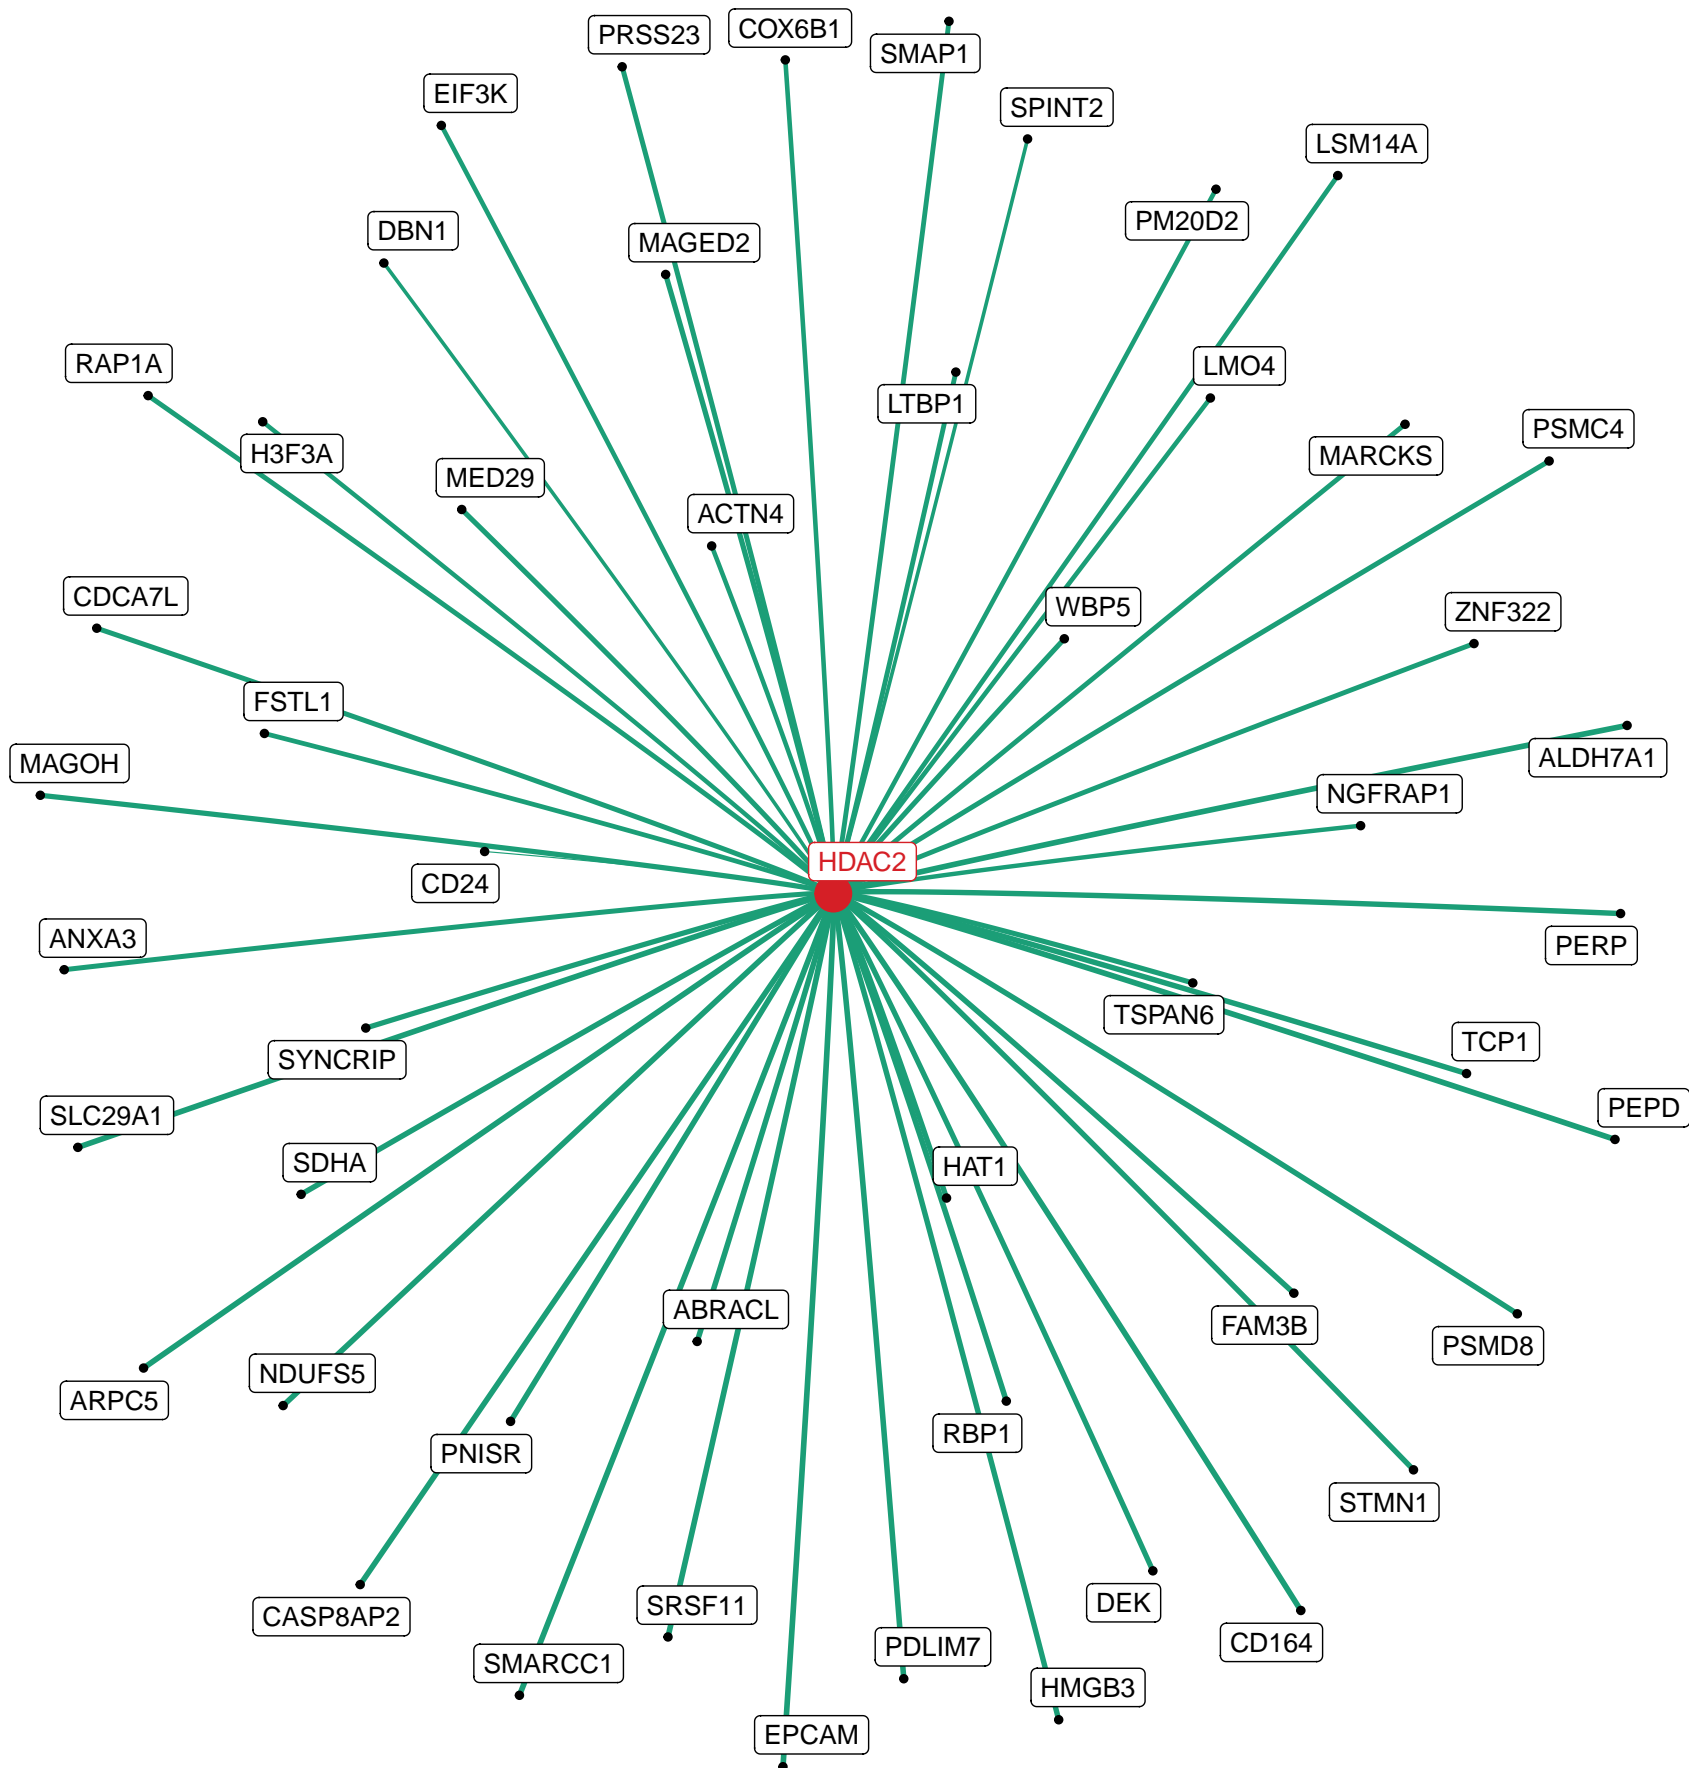 PRSS23
COX6B1
SMAP1
EIF3K
SPINT2
LSM14A
DBN1
MAGED2
PM20D2
RAP1A
LMO4
LTBP1
PSMC4
H3F3A
MARCKS
MED29
ACTN4
CDCA7L
WBP5
ZNF322
FSTL1
MAGOH
ALDH7A1
NGFRAP1
HDAC2
CD24
ANXA3
PERP
TSPAN6
TCP1
SYNCRIP
PEPD
SLC29A1
SDHA
HAT1
ABRACL
FAM3B
PSMD8
NDUFS5
ARPC5
RBP1
PNISR
STMN1
DEK
SRSF11
CASP8AP2
CD164
PDLIM7
SMARCC1
HMGB3
EPCAM